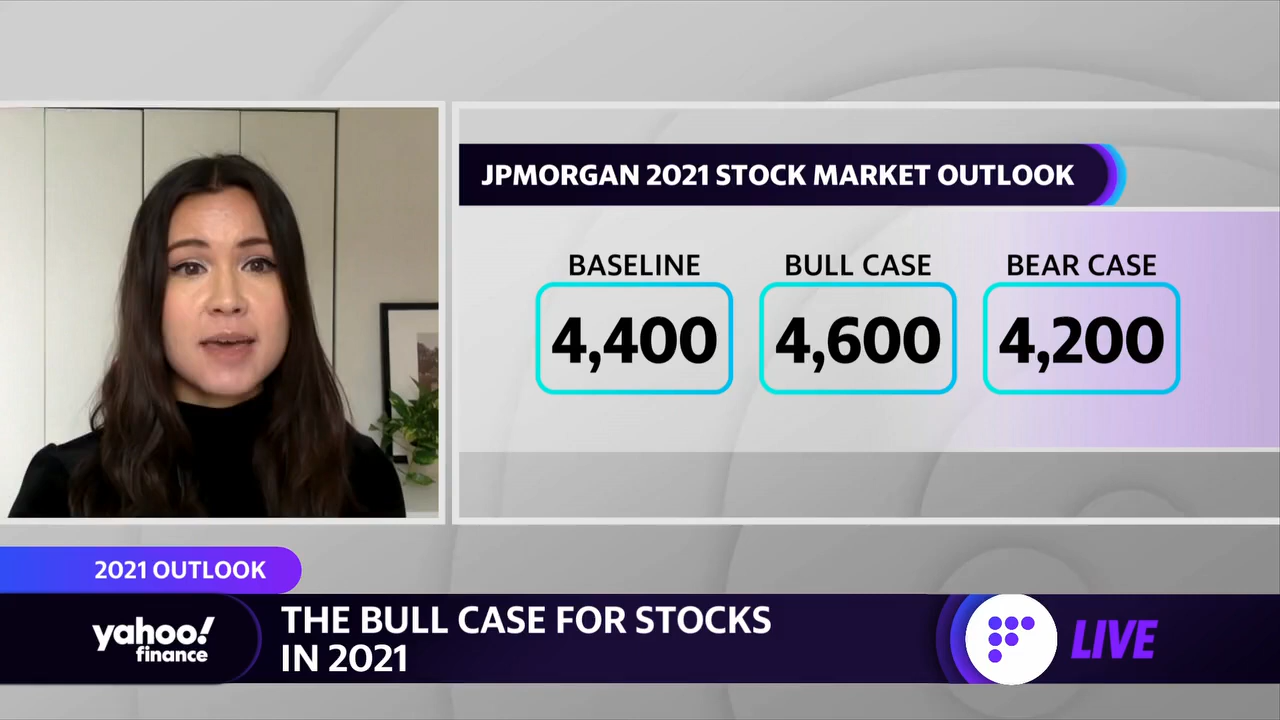 JPMORGAN 2021 STOCK MARKET OUTLOOK
BASELINE BULL CASE BEAR CASE
4,400 4,600 4,200
2021 OUTLOOK
yahoo!
finance
THE BULL CASE FOR STOCKS
IN 2021
LIVE